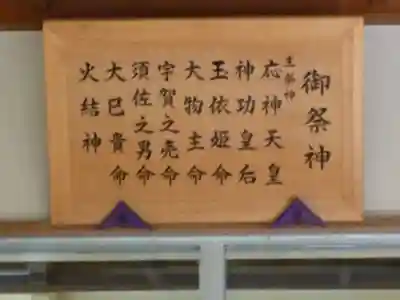 御祭神
主祭神
応神天皇
神功皇后
玉依姫命
大物主命
宇賀之売命
須佐之男命
大巳貴命
火結神